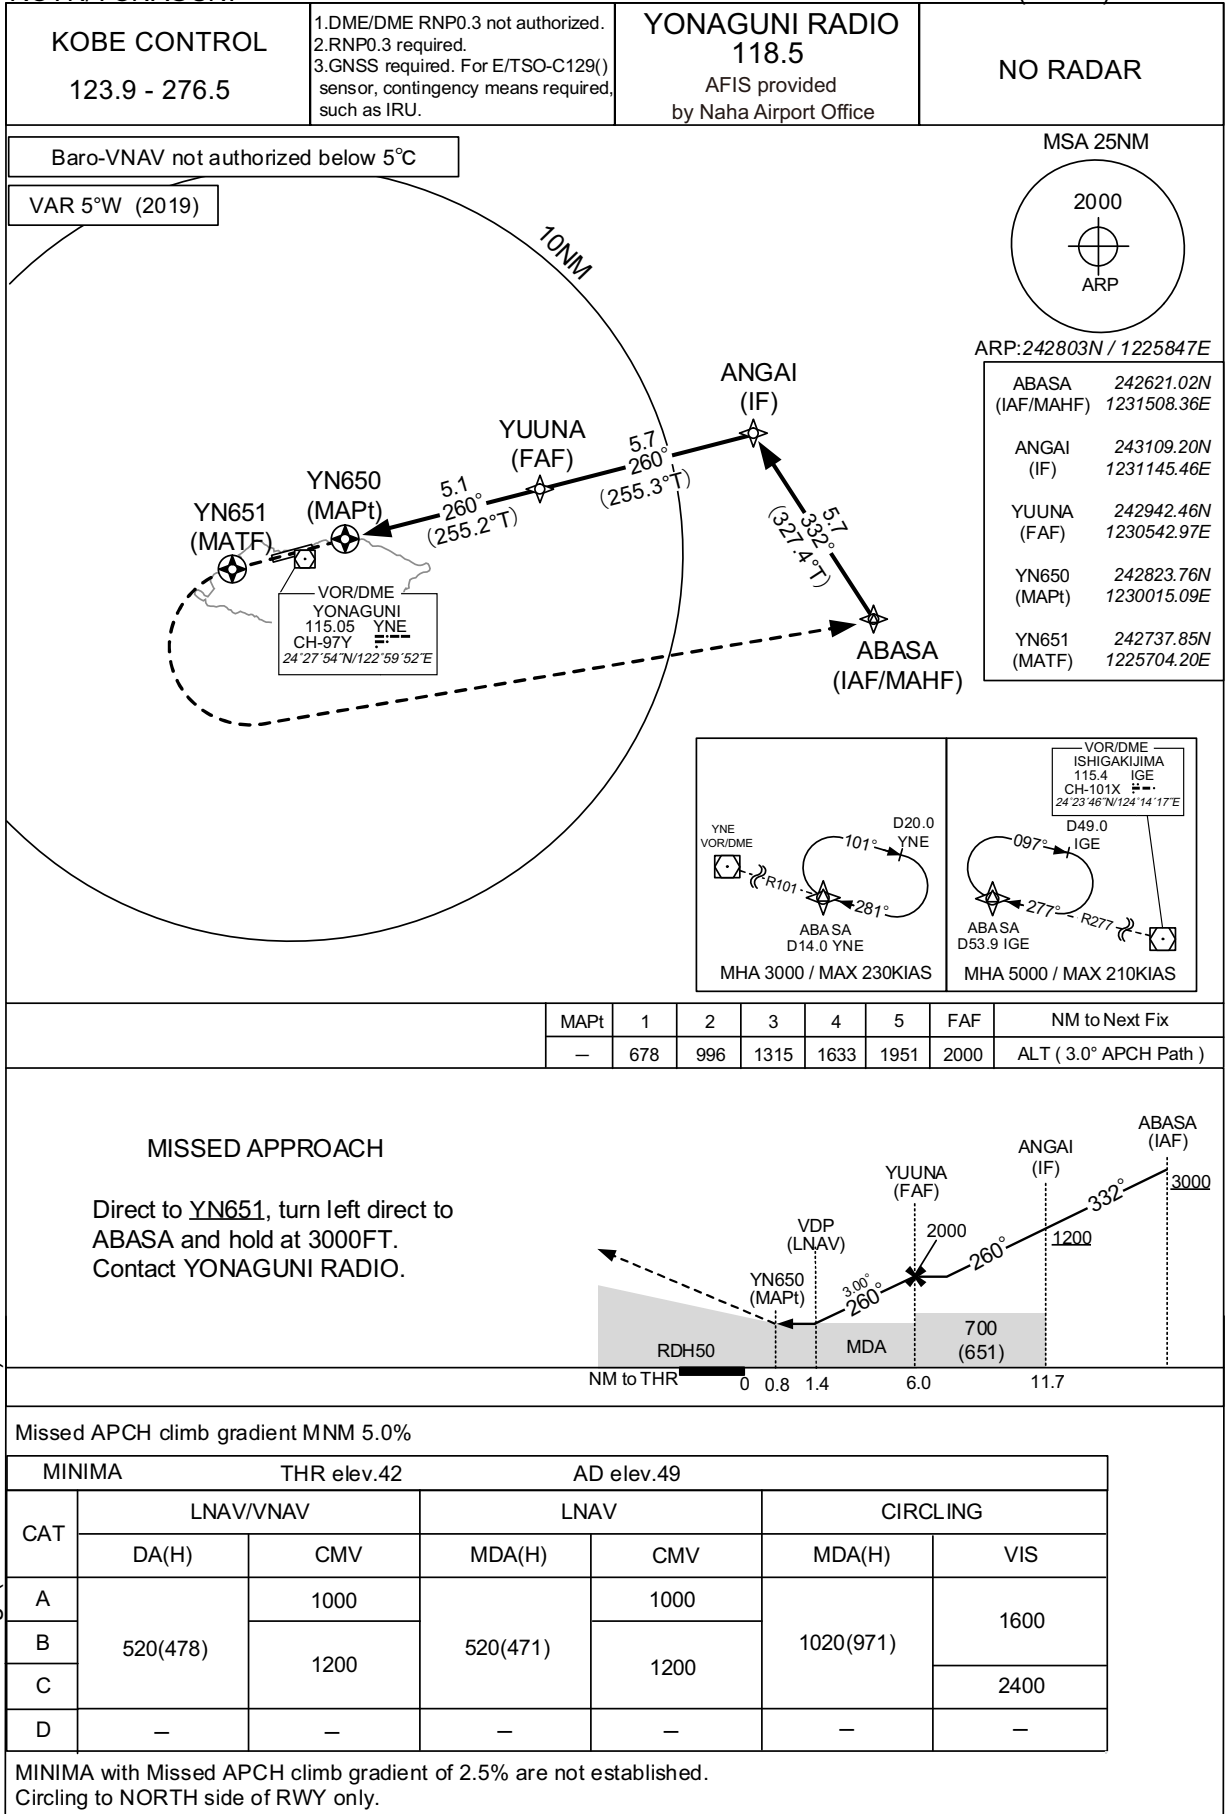 KOBE CONTROL
123.9 - 276.5
1.DME/DME RNP0.3 not authorized.
2.RNP0.3 required.
3.GNSS required. For E/TSO-C129()
sensor, contingency means required,
such as IRU.
YONAGUNI RADIO
118.5
AFIS provided
by Naha Airport Office
NO RADAR
Baro-VNAV not authorized below 5°C
VAR 5°W (2019)
MSA 25NM
2000
ARP
ARP:242803N / 1225847E
ABASA 242621.02N
(IAF/MAHF) 1231508.36E
ANGAI 243109.20N
(IF) 1231145.46E
YUUNA 242942.46N
(FAF) 1230542.97E
YN650 242823.76N
(MAPt) 1230015.09E
YN651 242737.85N
(MATF) 1225704.20E
10NM
ANGAI
(IF)
YUUNA
(FAF)
YN650
(MAPt)
YN651
(MATF)
5.7
260°
(255.3°T)
5.1
260°
(255.2°T)
5.7
332°
(327.4°T)
ABASA
(IAF/MAHF)
VOR/DME
YONAGUNI
115.05 YNE
CH-97Y
24°27´54˝N/122°59´52˝E
YNE
VOR/DME
R101
101°
D20.0
YNE
281°
ABASA
D14.0 YNE
MHA 3000 / MAX 230KIAS
VOR/DME
ISHIGAKIJIMA
115.4 IGE
CH-101X
24°23´46˝N/124°14´17˝E
097°
D49.0
IGE
277°
R277
ABASA
D53.9 IGE
MHA 5000 / MAX 210KIAS
MAPt 1 2 3 4 5 FAF NM to Next Fix
— 678 996 1315 1633 1951 2000 ALT ( 3.0° APCH Path )
MISSED APPROACH
Direct to YN651, turn left direct to
ABASA and hold at 3000FT.
Contact YONAGUNI RADIO.
ABASA
(IAF)
3000
ANGAI
(IF)
332°
1200
YUUNA
(FAF)
2000
260°
VDP
(LNAV)
YN650
(MAPt)
3.00°
260°
RDH50
MDA
700
(651)
NM to THR 0 0.8 1.4 6.0 11.7
Missed APCH climb gradient MNM 5.0%
MINIMA THR elev.42 AD elev.49
CAT LNAV/VNAV LNAV CIRCLING
DA(H) CMV MDA(H) CMV MDA(H) VIS
A 520(478) 1000 520(471) 1000 1020(971) 1600
B 1200 1200
C 2400
D — — — — — —
MINIMA with Missed APCH climb gradient of 2.5% are not established.
Circling to NORTH side of RWY only.